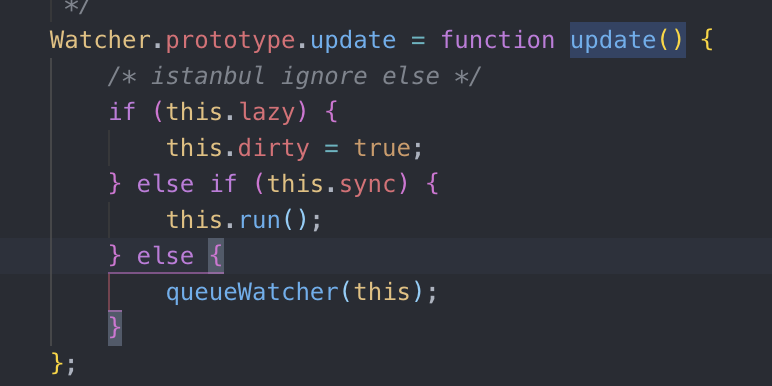 */
Watcher.prototype.update = function update() {
/* istanbul ignore else */
if (this.lazy) {
this.dirty = true;
} else if (this.sync) {
this.run();
} else {
queueWatcher(this);
}
};